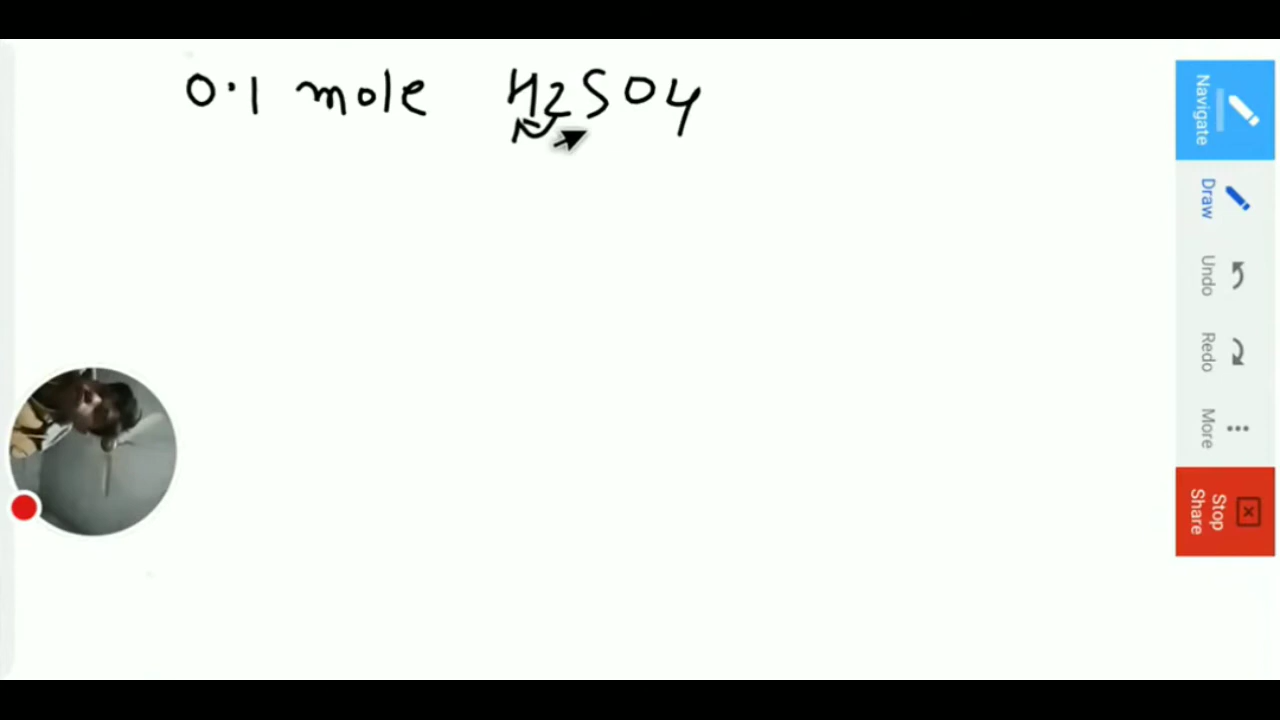 0.1 mole H2SO4
Navigate
Draw
Undo
Redo
More
Stop
Share